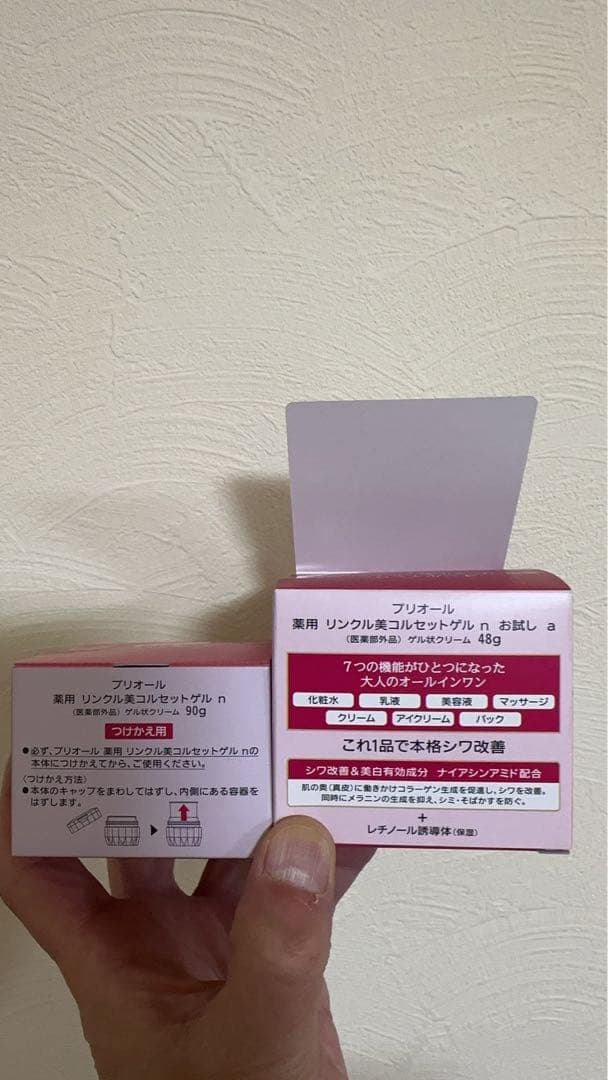 プリオール
薬用 リンクル美コルセットゲル n
(医薬部外品) ゲル状クリーム 90g
つけかえ用
●必ず、プリオール 薬用 リンクル美コルセットゲル nの
本体につけかえてから、ご使用ください。
〈つけかえ方法〉
●本体のキャップをまわしてはずし、内側にある容器を
はずします。
プリオール
薬用 リンクル美コルセットゲル n お試し a
(医薬部外品) ゲル状クリーム 48g
7つの機能がひとつになった
大人のオールインワン
化粧水 乳液 美容液 マッサージ
クリーム アイクリーム パック
これ1品で本格シワ改善
シワ改善&美白有効成分 ナイアシンアミド配合
肌の奥(真皮)に働きかけコラーゲン生成を促進し、シワを改善。
同時にメラニンの生成を抑え、シミ・そばかすを防ぐ。
+
レチノール誘導体(保湿)